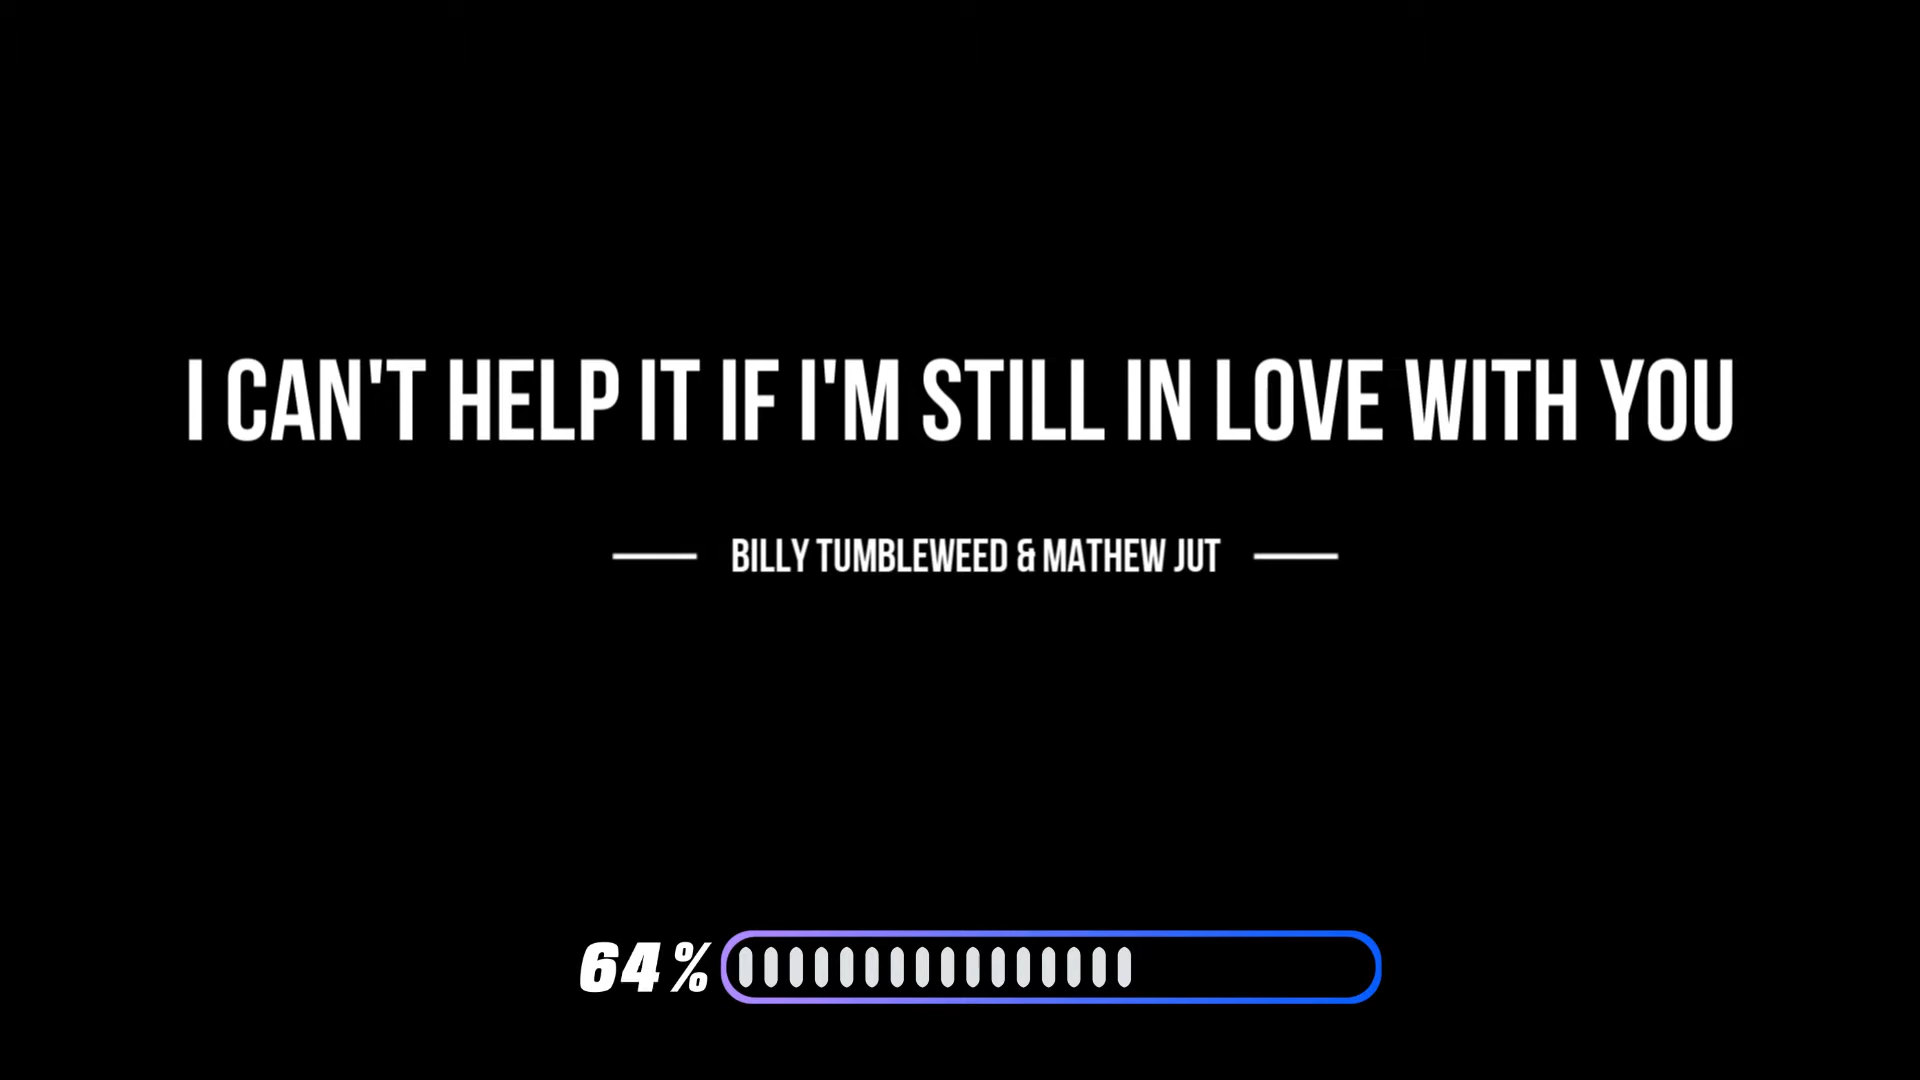 I CAN'T HELP IT IF I'M STILL IN LOVE WITH YOU
BILLY TUMBLEWEED & MATHEW JUT
64%